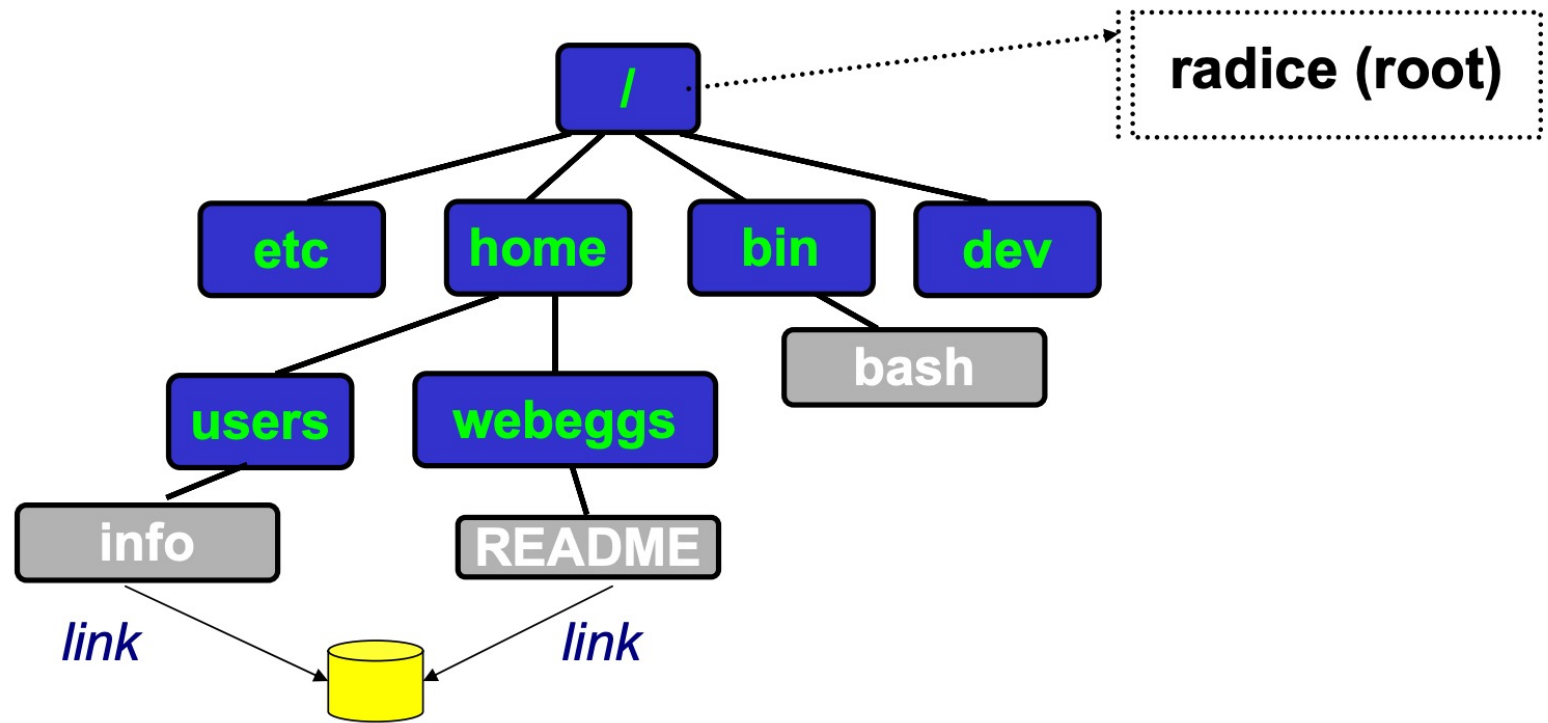 /
radice (root)
etc
home
bin
dev
bash
users
webeggs
info
README
link
link